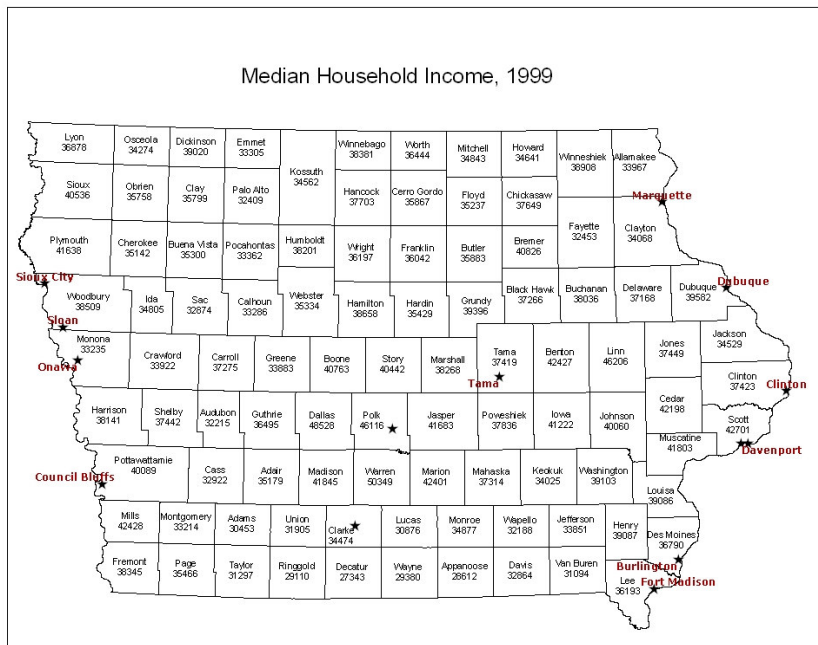 Median Household Income, 1999
Lyon
36878
Osceola
34274
Dickinson
39020
Emmet
33305
Kossuth
34562
Winnebago
38381
Worth
36444
Mitchell
34843
Howard
34641
Winneshiek
38908
Allamakee
33967
Marquette
Sioux
40536
Obrien
35758
Clay
35799
Palo Alto
32409
Hancock
37703
Cerro Gordo
35867
Floyd
35237
Chickasaw
37649
Fayette
32453
Clayton
34068
Plymouth
41638
Cherokee
35142
Buena Vista
35300
Pocahontas
33362
Humboldt
38201
Wright
36197
Franklin
36042
Butler
35883
Bremer
40826
Sioux City
Woodbury
38509
Ida
34805
Sac
32874
Calhoun
33286
Webster
35334
Hamilton
38658
Hardin
35429
Grundy
39396
Black Hawk
37266
Buchanan
38036
Delaware
37168
Dubuque
39582
Dubuque
Sloan
Monona
33235
Onawa
Crawford
33922
Carroll
37275
Greene
33883
Boone
40763
Story
40442
Marshall
38268
Tama
37419
Tama
Benton
42427
Linn
46206
Jones
37449
Jackson
34529
Clinton
37423
Clinton
Harrison
38141
Shelby
37442
Audubon
32215
Guthrie
36495
Dallas
48528
Polk
46116
Jasper
41683
Poweshiek
37836
Iowa
41222
Johnson
40060
Cedar
42198
Scott
42701
Davenport
Muscatine
41803
Pottawattamie
40089
Council Bluffs
Cass
32922
Adair
35179
Madison
41845
Warren
50349
Marion
42401
Mahaska
37314
Keokuk
34025
Washington
39103
Louisa
39086
Mills
42428
Montgomery
33214
Adams
30453
Union
31905
Clarke
34474
Lucas
30876
Monroe
34877
Wapello
32188
Jefferson
33851
Henry
39087
Des Moines
36790
Burlington
Fremont
38345
Page
35466
Taylor
31297
Ringgold
29110
Decatur
27343
Wayne
29380
Appanoose
28612
Davis
32864
Van Buren
31094
Lee
36193
Fort Madison